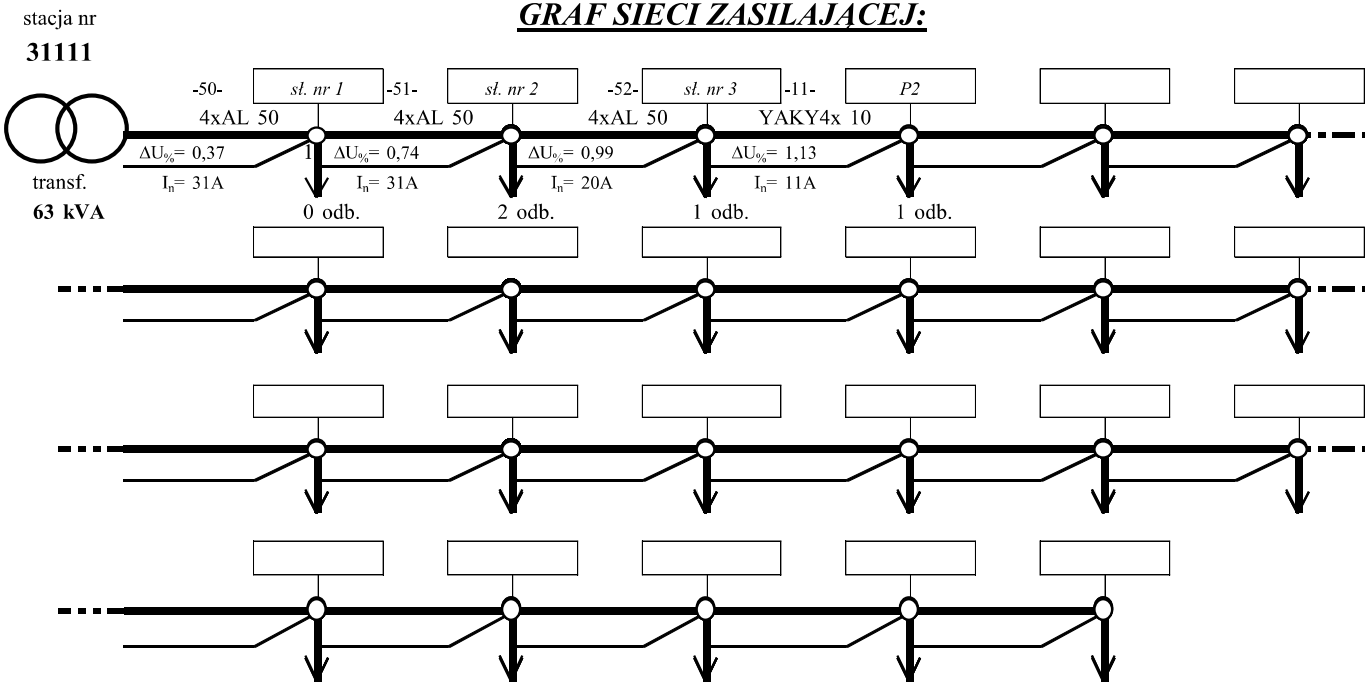 GRAF SIECI ZASILAJĄCEJ:
stacja nr
31111
-50- sł. nr 1 -51- sł. nr 2 -52- sł. nr 3 -11- P2
4xAL 50 4xAL 50 4xAL 50 YAKY4x 10
ΔU%= 0,37 1 ΔU%= 0,74 ΔU%= 0,99 ΔU%= 1,13
transf. In= 31A In= 31A In= 20A In= 11A
63 kVA 0 odb. 2 odb. 1 odb. 1 odb.